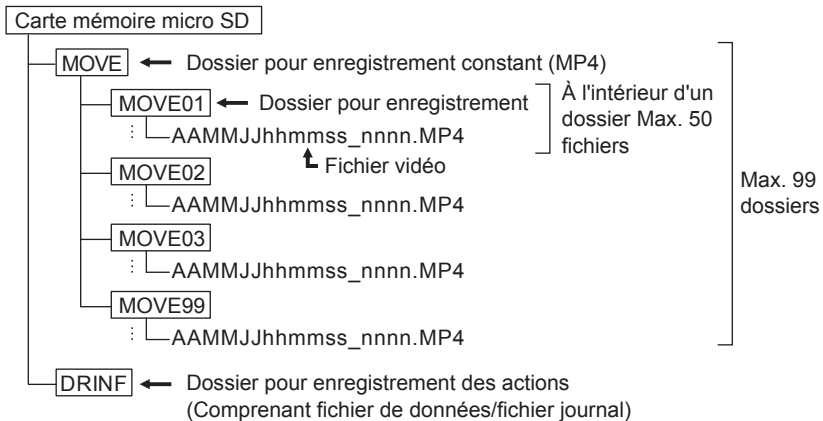 Carte mémoire micro SD
MOVE
Dossier pour enregistrement constant (MP4)
MOVE01
Dossier pour enregistrement
AAMMJJhhmmss_nnnn.MP4
Fichier vidéo
À l'intérieur d'un
dossier Max. 50
fichiers
MOVE02
AAMMJJhhmmss_nnnn.MP4
MOVE03
AAMMJJhhmmss_nnnn.MP4
MOVE99
AAMMJJhhmmss_nnnn.MP4
Max. 99
dossiers
DRINF
Dossier pour enregistrement des actions
(Comprenant fichier de données/fichier journal)